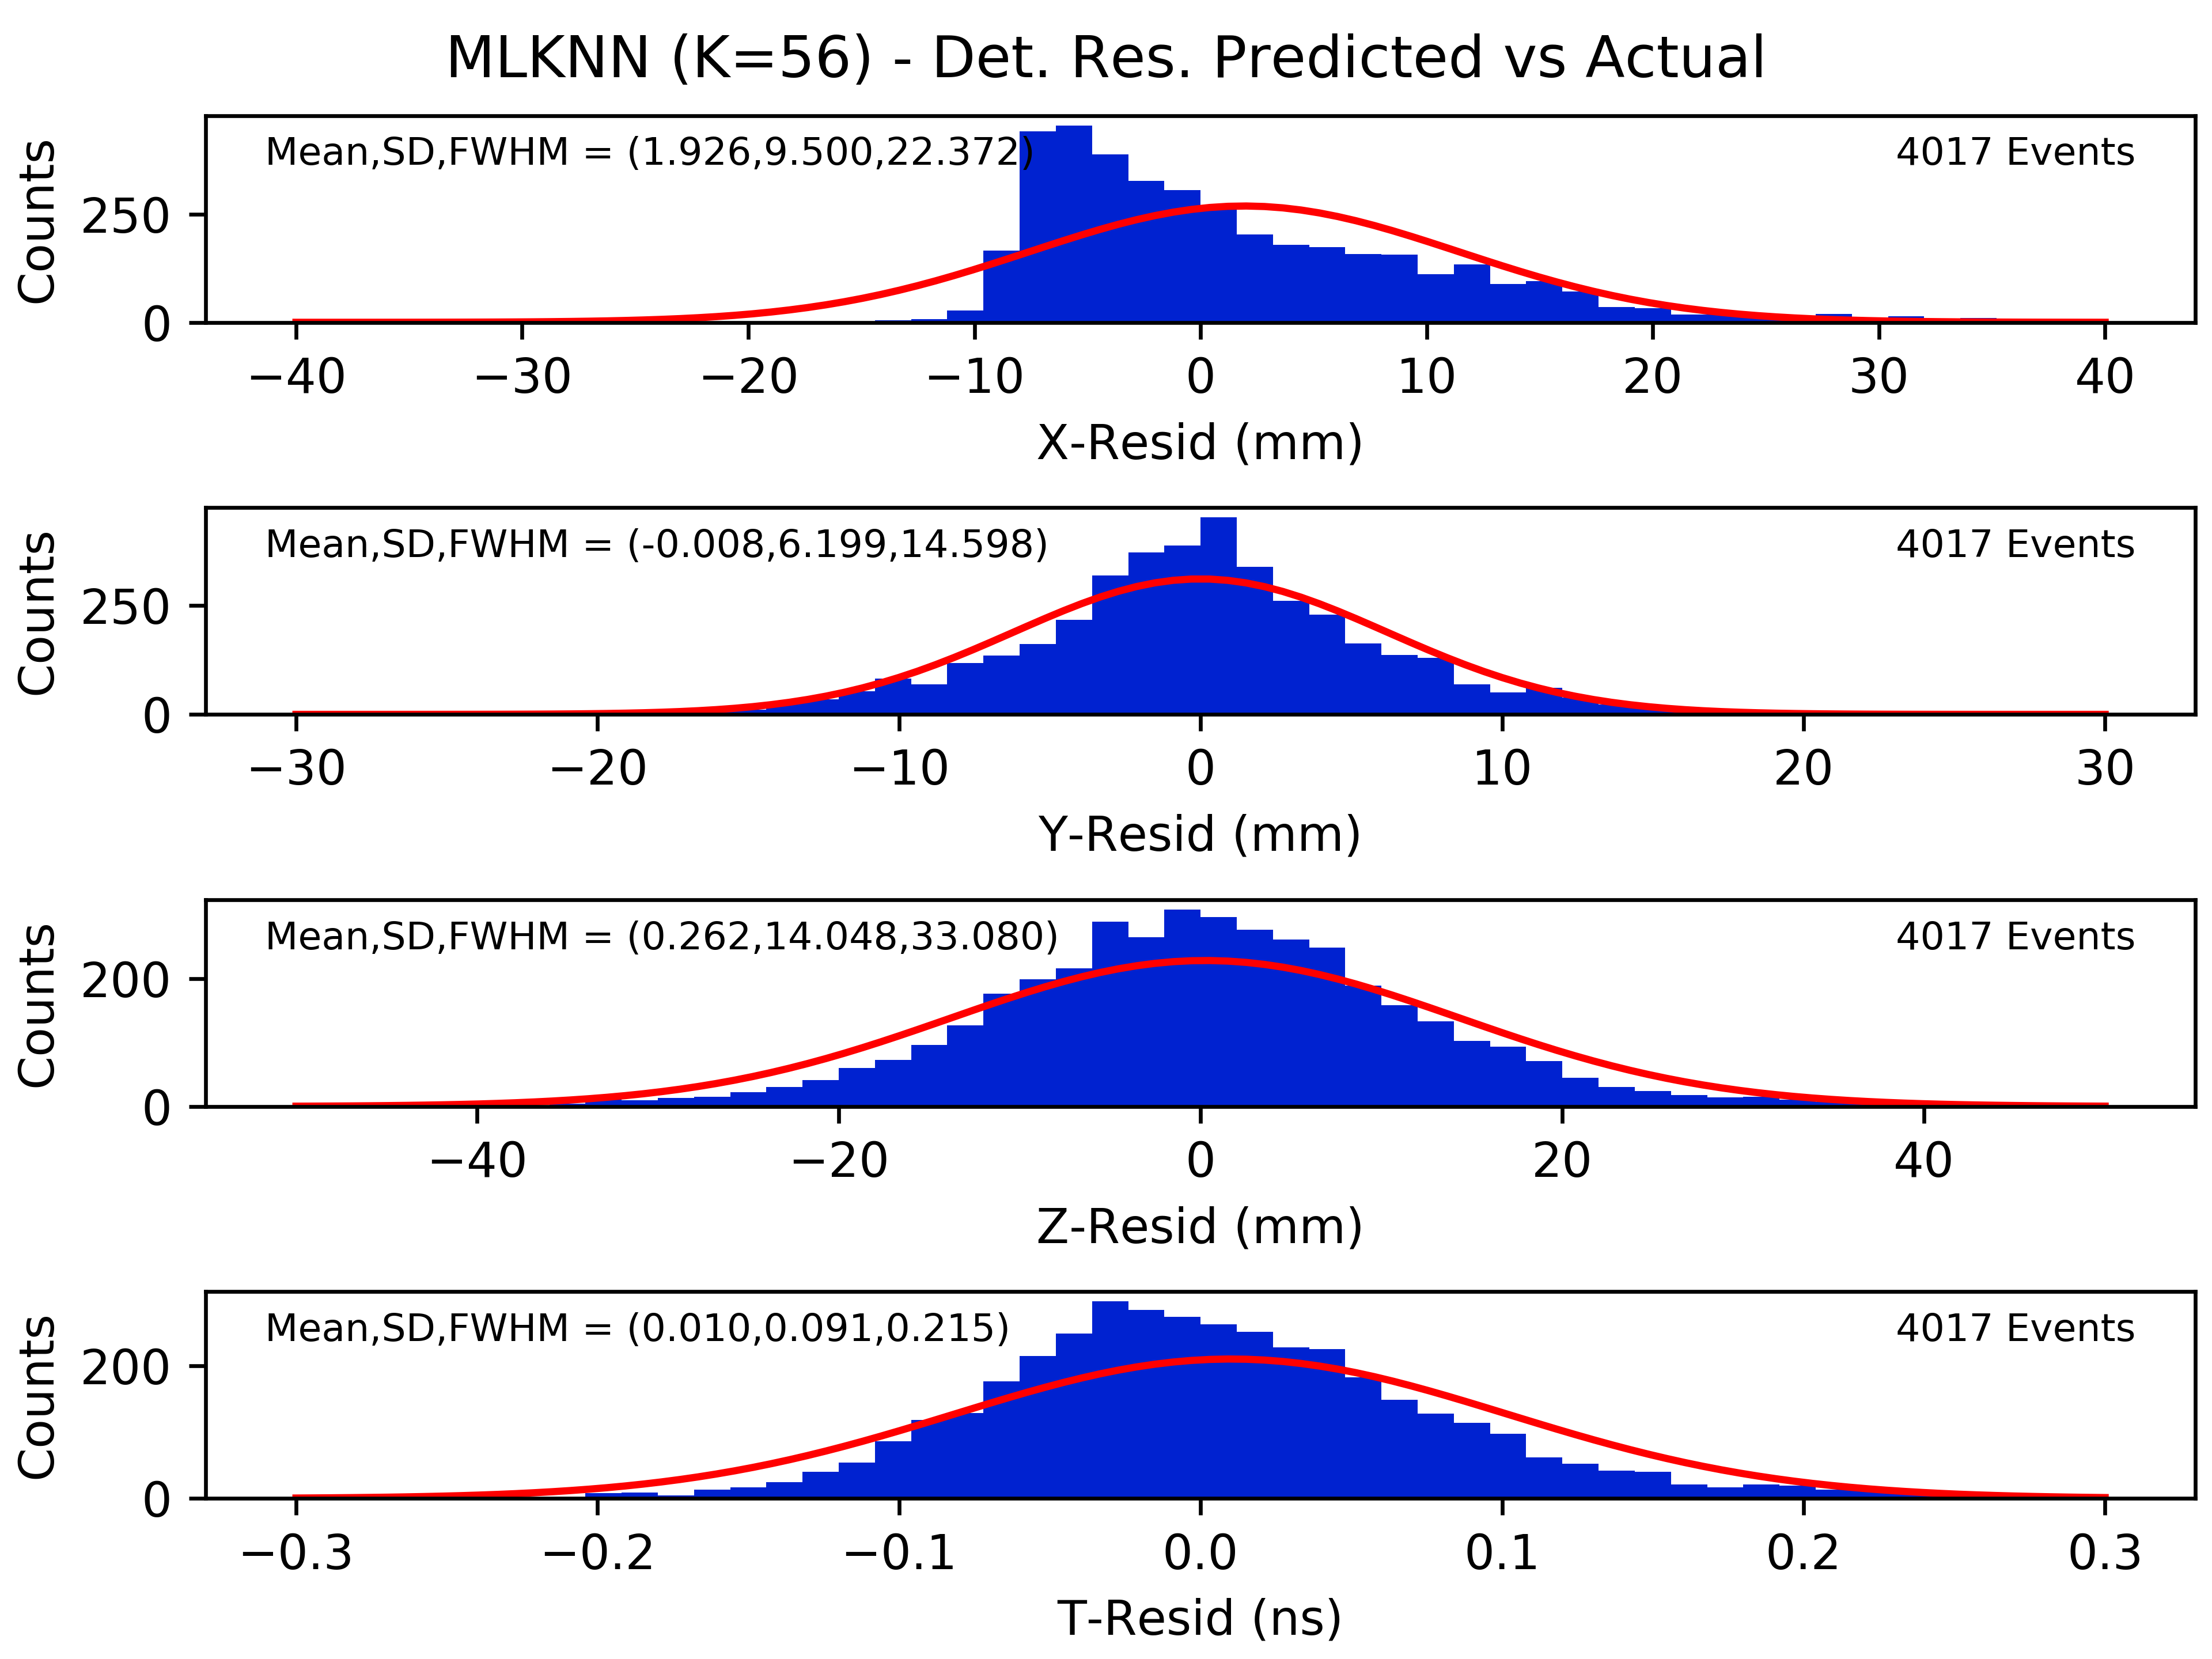 MLKNN (K=56) - Det. Res. Predicted vs Actual
Mean,SD,FWHM = (1.926,9.500,22.372)
4017 Events
Counts
250
0
−40 −30 −20 −10 0 10 20 30 40
X-Resid (mm)
Mean,SD,FWHM = (-0.008,6.199,14.598)
4017 Events
Counts
250
0
−30 −20 −10 0 10 20 30
Y-Resid (mm)
Mean,SD,FWHM = (0.262,14.048,33.080)
4017 Events
Counts
200
0
−40 −20 0 20 40
Z-Resid (mm)
Mean,SD,FWHM = (0.010,0.091,0.215)
4017 Events
Counts
200
0
−0.3 −0.2 −0.1 0.0 0.1 0.2 0.3
T-Resid (ns)